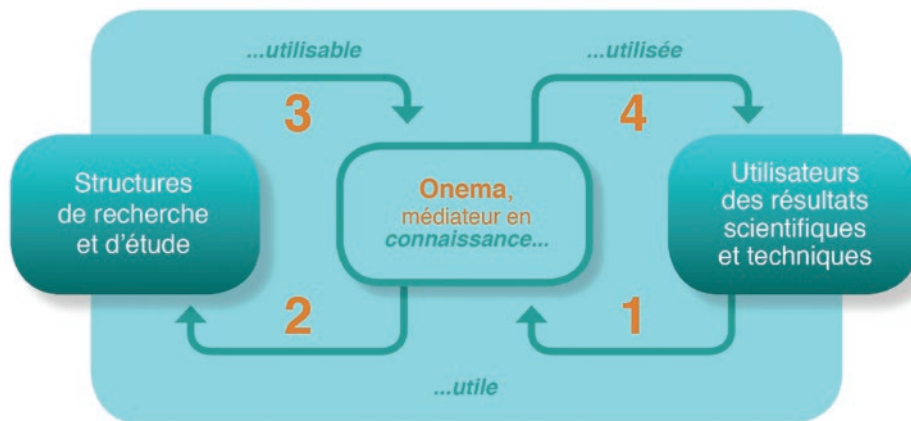 ...utilisable
...utilisée
3
4
Structures
de recherche
et d'étude
Onema,
médiateur en
connaissance...
Utilisateurs
des résultats
scientifiques
et techniques
2
1
...utile